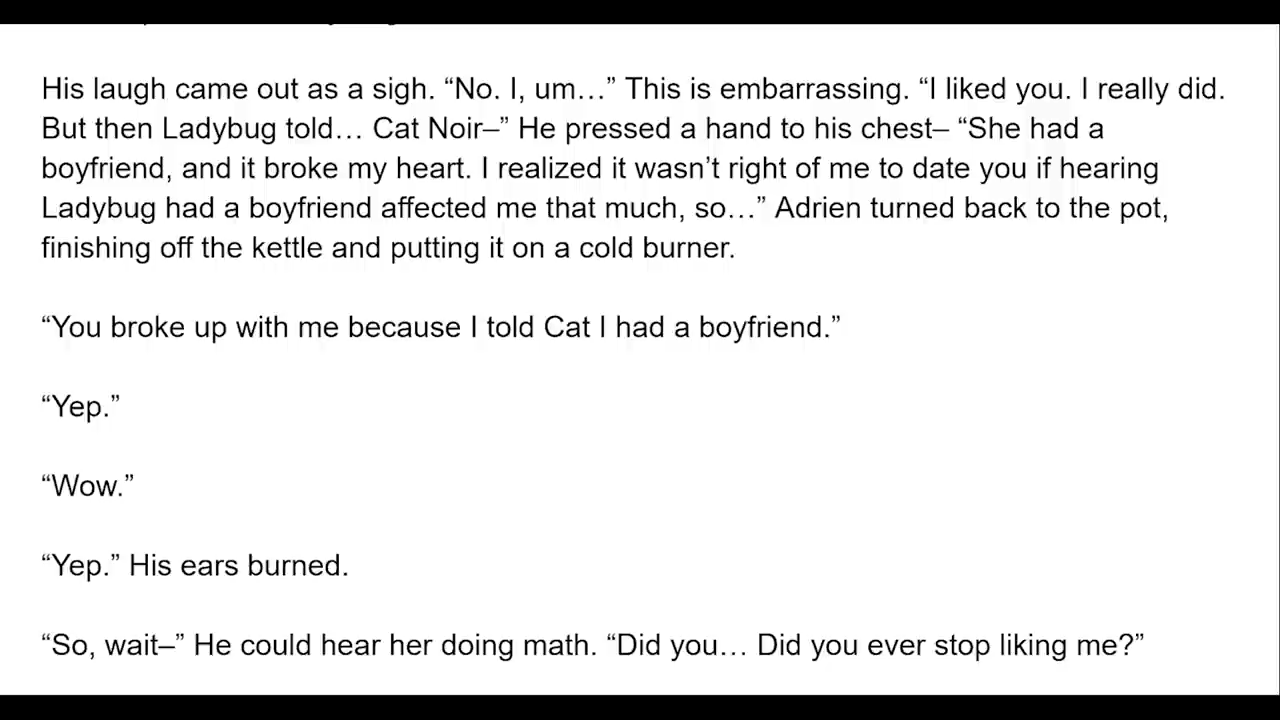 His laugh came out as a sigh. “No. I, um…” This is embarrassing. “I liked you. I really did.
But then Ladybug told… Cat Noir–” He pressed a hand to his chest– “She had a
boyfriend, and it broke my heart. I realized it wasn’t right of me to date you if hearing
Ladybug had a boyfriend affected me that much, so…” Adrien turned back to the pot,
finishing off the kettle and putting it on a cold burner.
“You broke up with me because I told Cat I had a boyfriend.”
“Yep.”
“Wow.”
“Yep.” His ears burned.
“So, wait–” He could hear her doing math. “Did you… Did you ever stop liking me?”